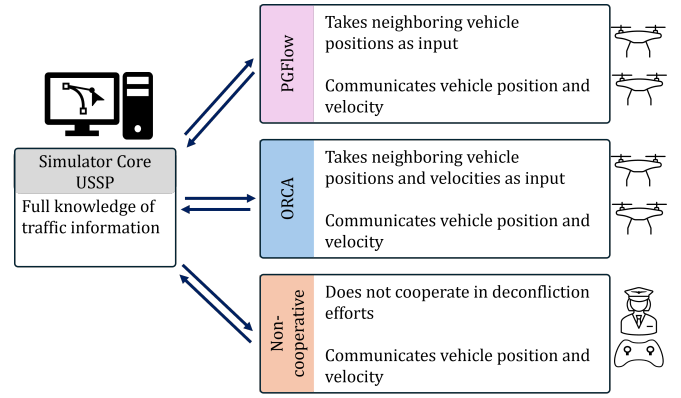 Simulator Core
USSP
Full knowledge of
traffic information
PGFlow
Takes neighboring vehicle
positions as input
Communicates vehicle position and
velocity
ORCA
Takes neighboring vehicle
positions and velocities as input
Communicates vehicle position and
velocity
Non-
cooperative
Does not cooperate in deconfliction
efforts
Communicates vehicle position and
velocity